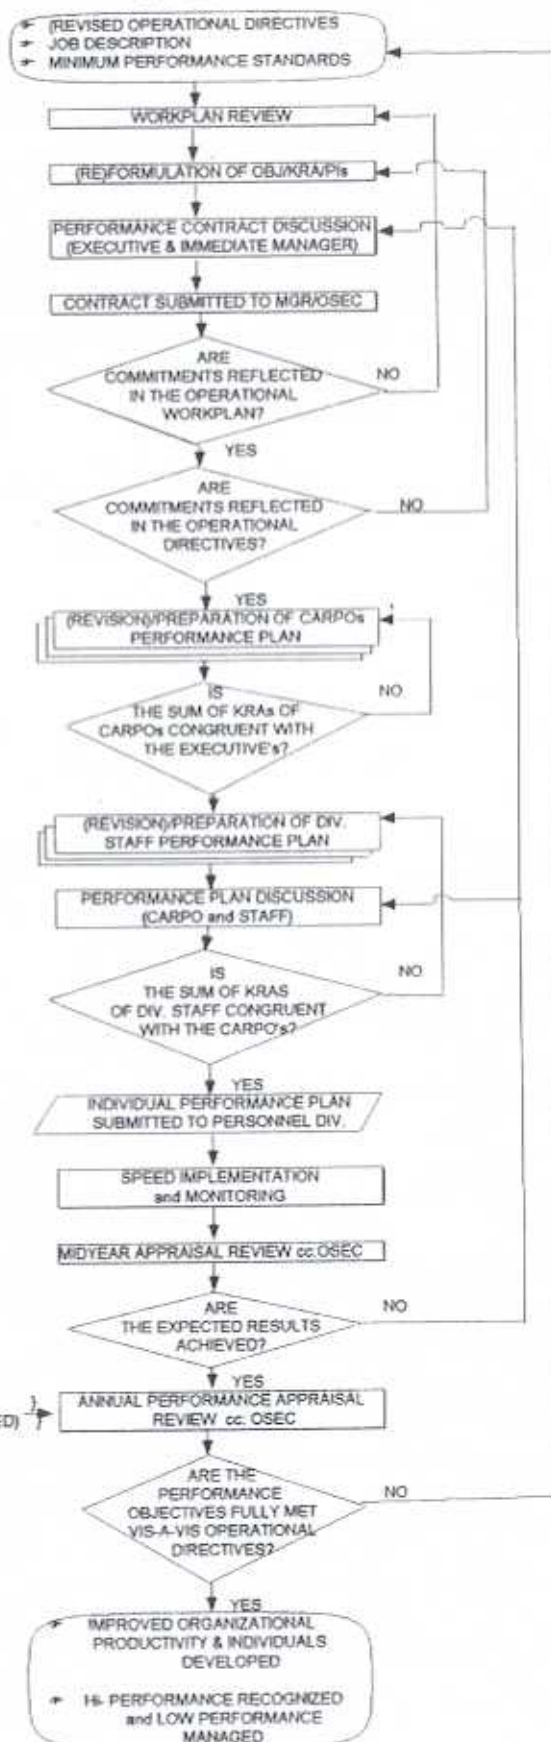 (REVISED OPERATIONAL DIRECTIVES
JOB DESCRIPTION
MINIMUM PERFORMANCE STANDARDS
WORKPLAN REVIEW
(RE)FORMULATION OF OBJ/KRA/PIs
PERFORMANCE CONTRACT DISCUSSION
(EXECUTIVE & IMMEDIATE MANAGER)
CONTRACT SUBMITTED TO MGR/OSEC
ARE
COMMITMENTS REFLECTED
IN THE OPERATIONAL
WORKPLAN?
NO
YES
ARE
COMMITMENTS REFLECTED
IN THE OPERATIONAL
DIRECTIVES?
NO
YES
(REVISION)/PREPARATION OF CARPOs
PERFORMANCE PLAN
IS
THE SUM OF KRAs OF
CARPOs CONGRUENT WITH
THE EXECUTIVE's?
NO
(REVISION)/PREPARATION OF DIV.
STAFF PERFORMANCE PLAN
PERFORMANCE PLAN DISCUSSION
(CARPO and STAFF)
IS
THE SUM OF KRAS
OF DIV. STAFF CONGRUENT
WITH THE CARPO's?
NO
YES
INDIVIDUAL PERFORMANCE PLAN
SUBMITTED TO PERSONNEL DIV.
SPEED IMPLEMENTATION
and MONITORING
MIDYEAR APPRAISAL REVIEW cc.OSEC
ARE
THE EXPECTED RESULTS
ACHIEVED?
NO
YES
ED) }
ANNUAL PERFORMANCE APPRAISAL
REVIEW cc. OSEC
ARE THE
PERFORMANCE
OBJECTIVES FULLY MET
VIS-A-VIS OPERATIONAL
DIRECTIVES?
NO
YES
IMPROVED ORGANIZATIONAL
PRODUCTIVITY & INDIVIDUALS
DEVELOPED
HI- PERFORMANCE RECOGNIZED
and LOW PERFORMANCE
MANAGED